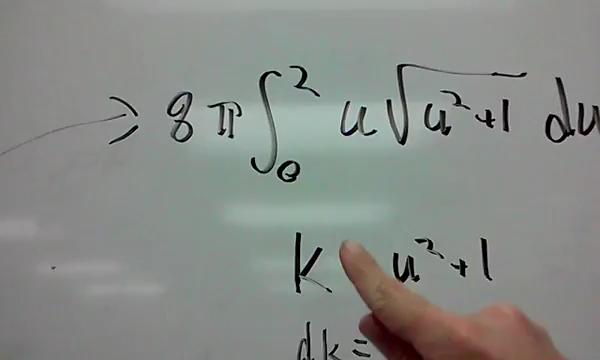 ⇒ 8π∫₀² u√(u²+1) du
k u²+1
dk=